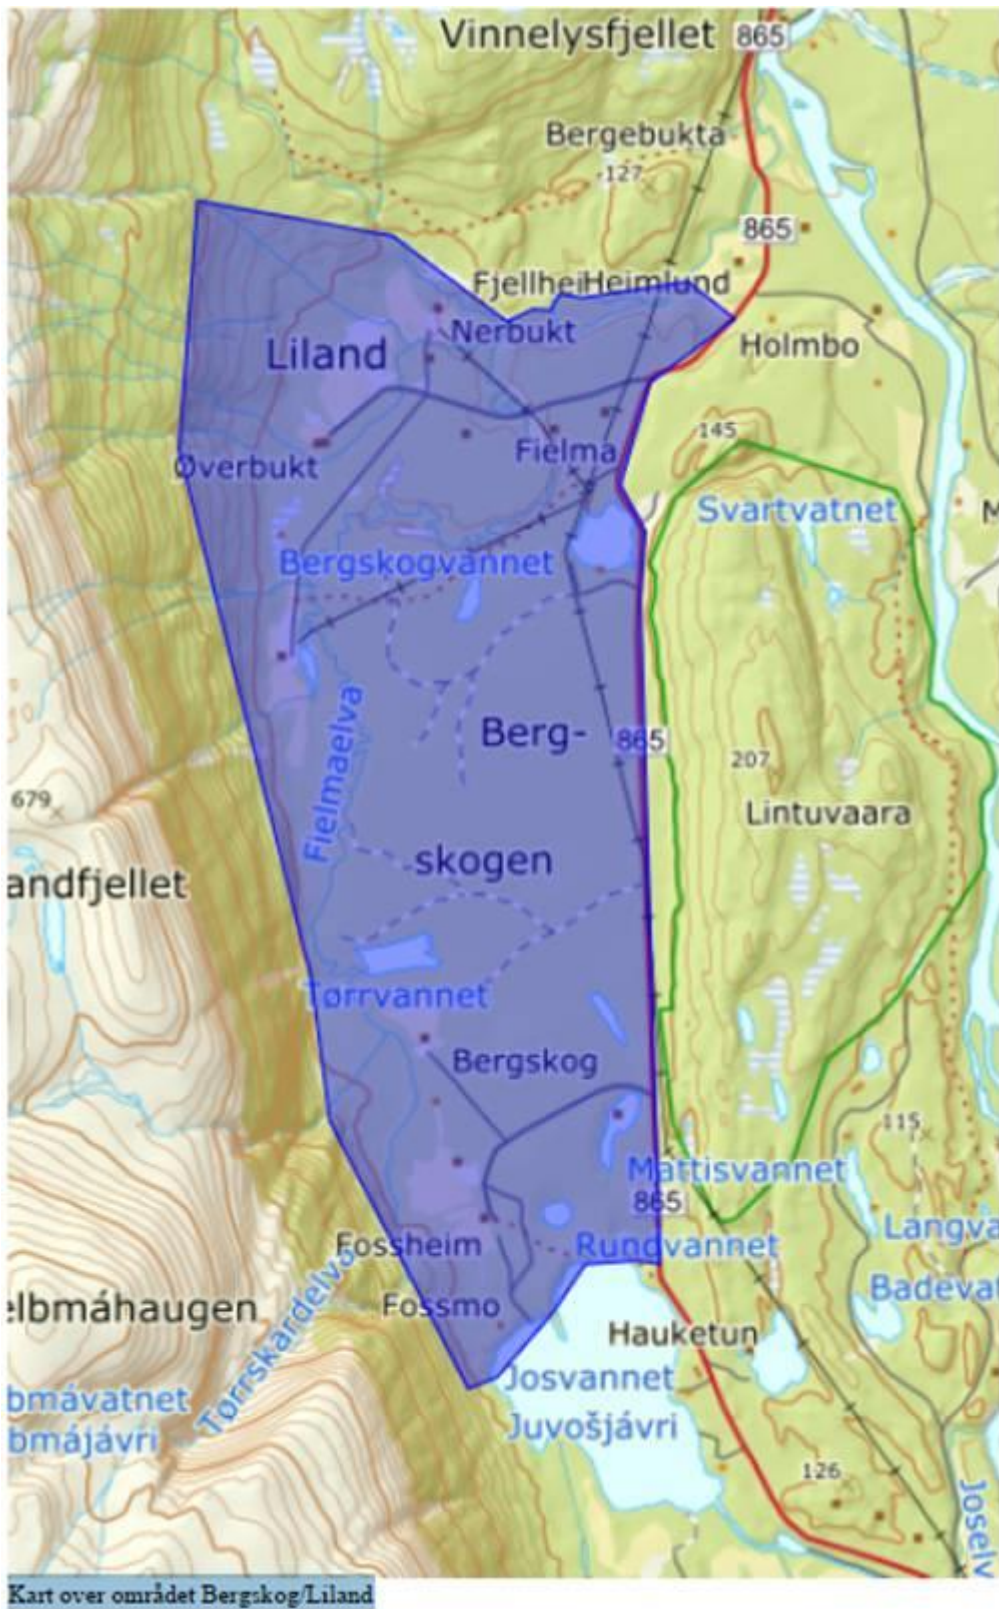 Vinnelysfjellet
865
Bergebukta
127
865
Heimlund
Nerbukt
Holmbo
Liland
145
Fielma
Øverbukt
Svartvatnet
M
Bergskogvannet
Fielmaelva
Berg-
865
207
679
Lintuvaara
skogen
andfjellet
Tørrvannet
Bergskog
115
Mattisvannet
865
Langva
Fossheim
Rundvannet
Badevat
Fossmo
elbmáhaugen
Tørrskardelva
Hauketun
Josvannet
bmávatnet
Juvošjávri
bmájávri
126
Joselv
Kart over området Bergskog/Liland